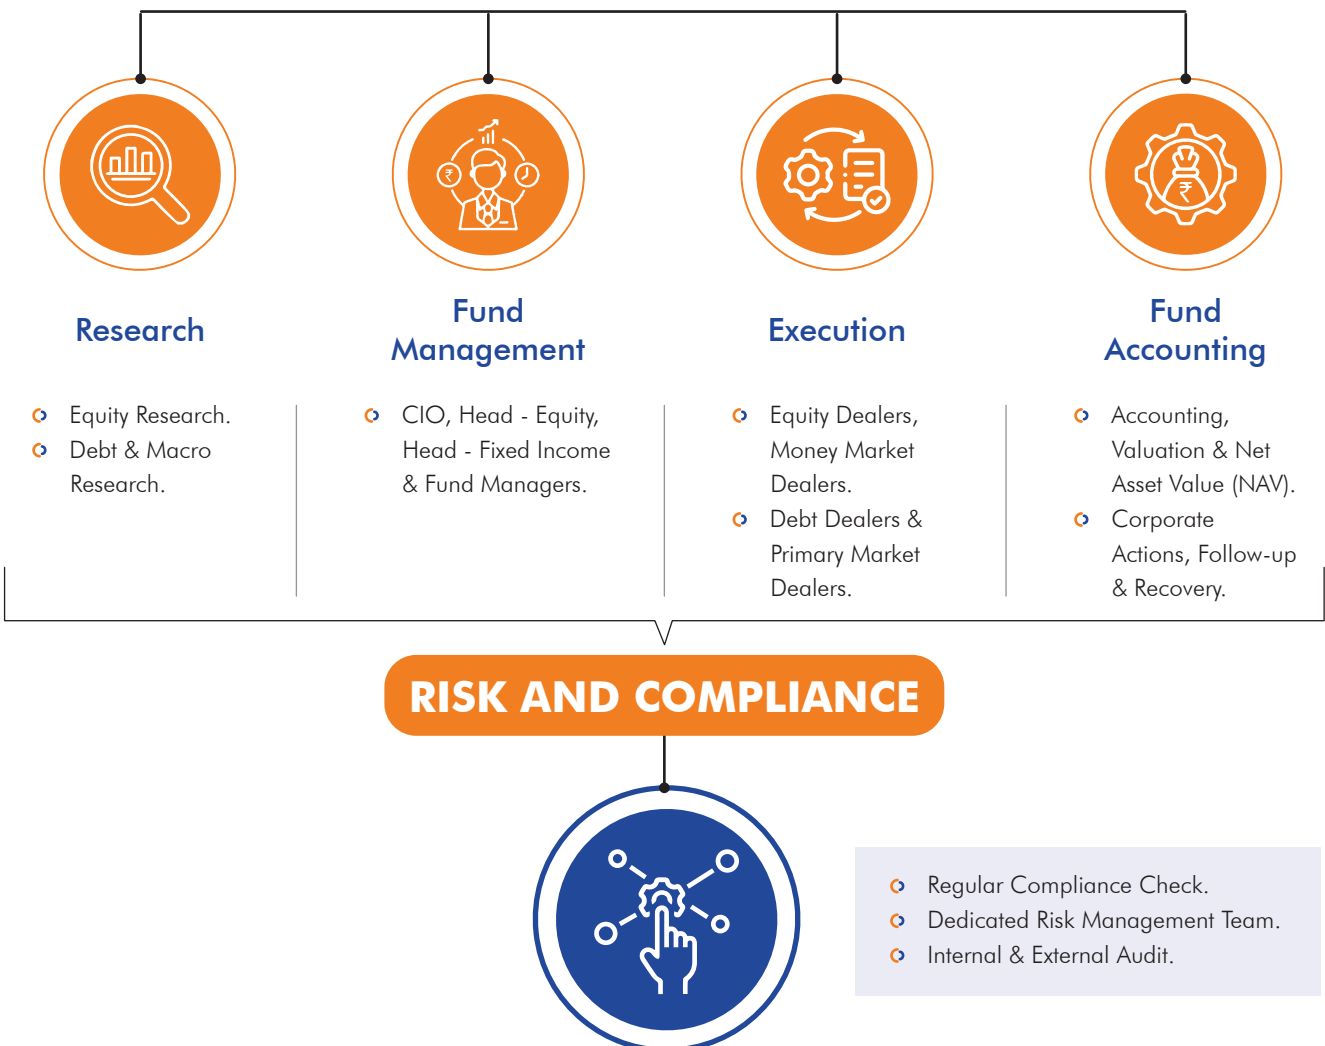 Research
Equity Research.
Debt & Macro
Research.
Fund
Management
CIO, Head - Equity,
Head - Fixed Income
& Fund Managers.
Execution
Equity Dealers,
Money Market
Dealers.
Debt Dealers &
Primary Market
Dealers.
Fund
Accounting
Accounting,
Valuation & Net
Asset Value (NAV).
Corporate
Actions, Follow-up
& Recovery.
RISK AND COMPLIANCE
Regular Compliance Check.
Dedicated Risk Management Team.
Internal & External Audit.